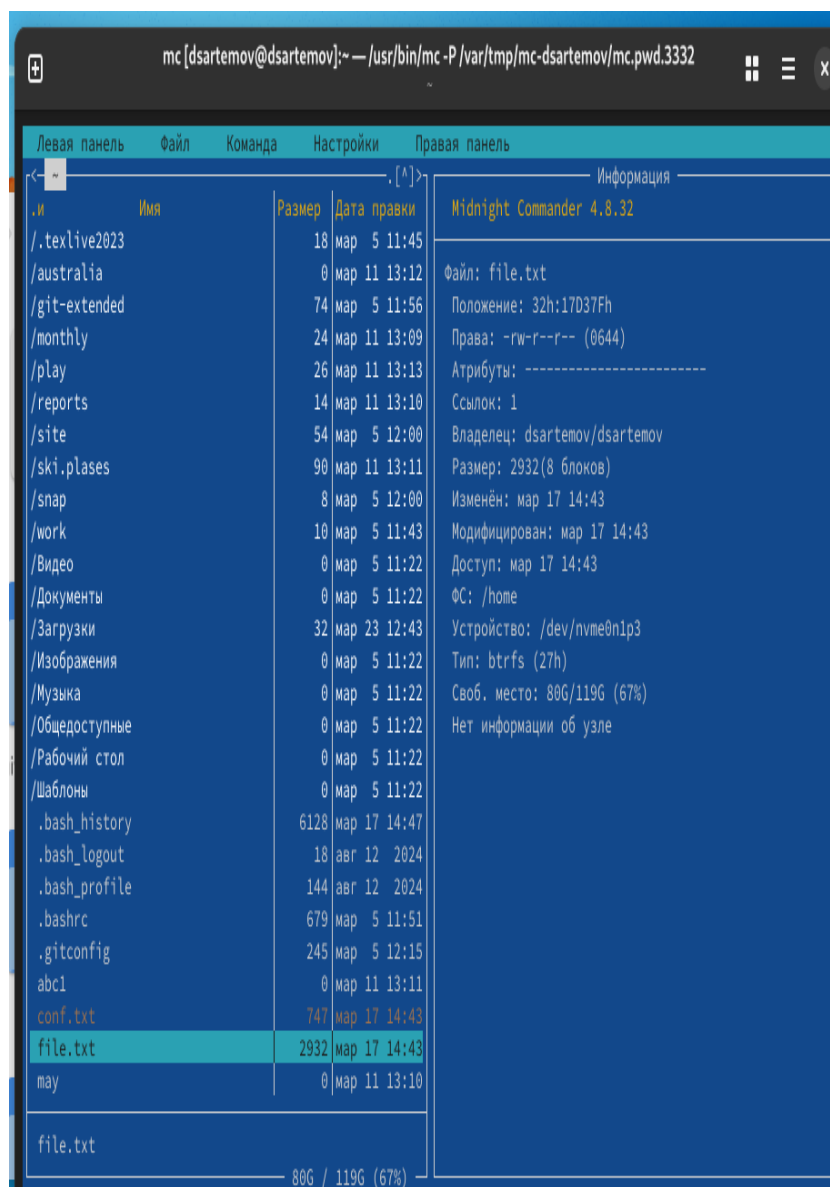 mc [dsartemov@dsartemov]:~ — /usr/bin/mc -P /var/tmp/mc-dsartemov/mc.pwd.3332
~
Левая панель Файл Команда Настройки Правая панель
<- ~ .[^]>
.и Имя Размер Дата правки
/.texlive2023 18 мар 5 11:45
/australia 0 мар 11 13:12
/git-extended 74 мар 5 11:56
/monthly 24 мар 11 13:09
/play 26 мар 11 13:13
/reports 14 мар 11 13:10
/site 54 мар 5 12:00
/ski.plases 90 мар 11 13:11
/snap 8 мар 5 12:00
/work 10 мар 5 11:43
/Видео 0 мар 5 11:22
/Документы 0 мар 5 11:22
/Загрузки 32 мар 23 12:43
/Изображения 0 мар 5 11:22
/Музыка 0 мар 5 11:22
/Общедоступные 0 мар 5 11:22
/Рабочий стол 0 мар 5 11:22
/Шаблоны 0 мар 5 11:22
.bash_history 6128 мар 17 14:47
.bash_logout 18 авг 12 2024
.bash_profile 144 авг 12 2024
.bashrc 679 мар 5 11:51
.gitconfig 245 мар 5 12:15
abc1 0 мар 11 13:11
conf.txt 747 мар 17 14:43
file.txt 2932 мар 17 14:43
may 0 мар 11 13:10
file.txt
80G / 119G (67%)
Информация
Midnight Commander 4.8.32
Файл: file.txt
Положение: 32h:17D37Fh
Права: -rw-r--r-- (0644)
Атрибуты: -------------------------
Ссылок: 1
Владелец: dsartemov/dsartemov
Размер: 2932(8 блоков)
Изменён: мар 17 14:43
Модифицирован: мар 17 14:43
Доступ: мар 17 14:43
ФС: /home
Устройство: /dev/nvme0n1p3
Тип: btrfs (27h)
Своб. место: 80G/119G (67%)
Нет информации об узле